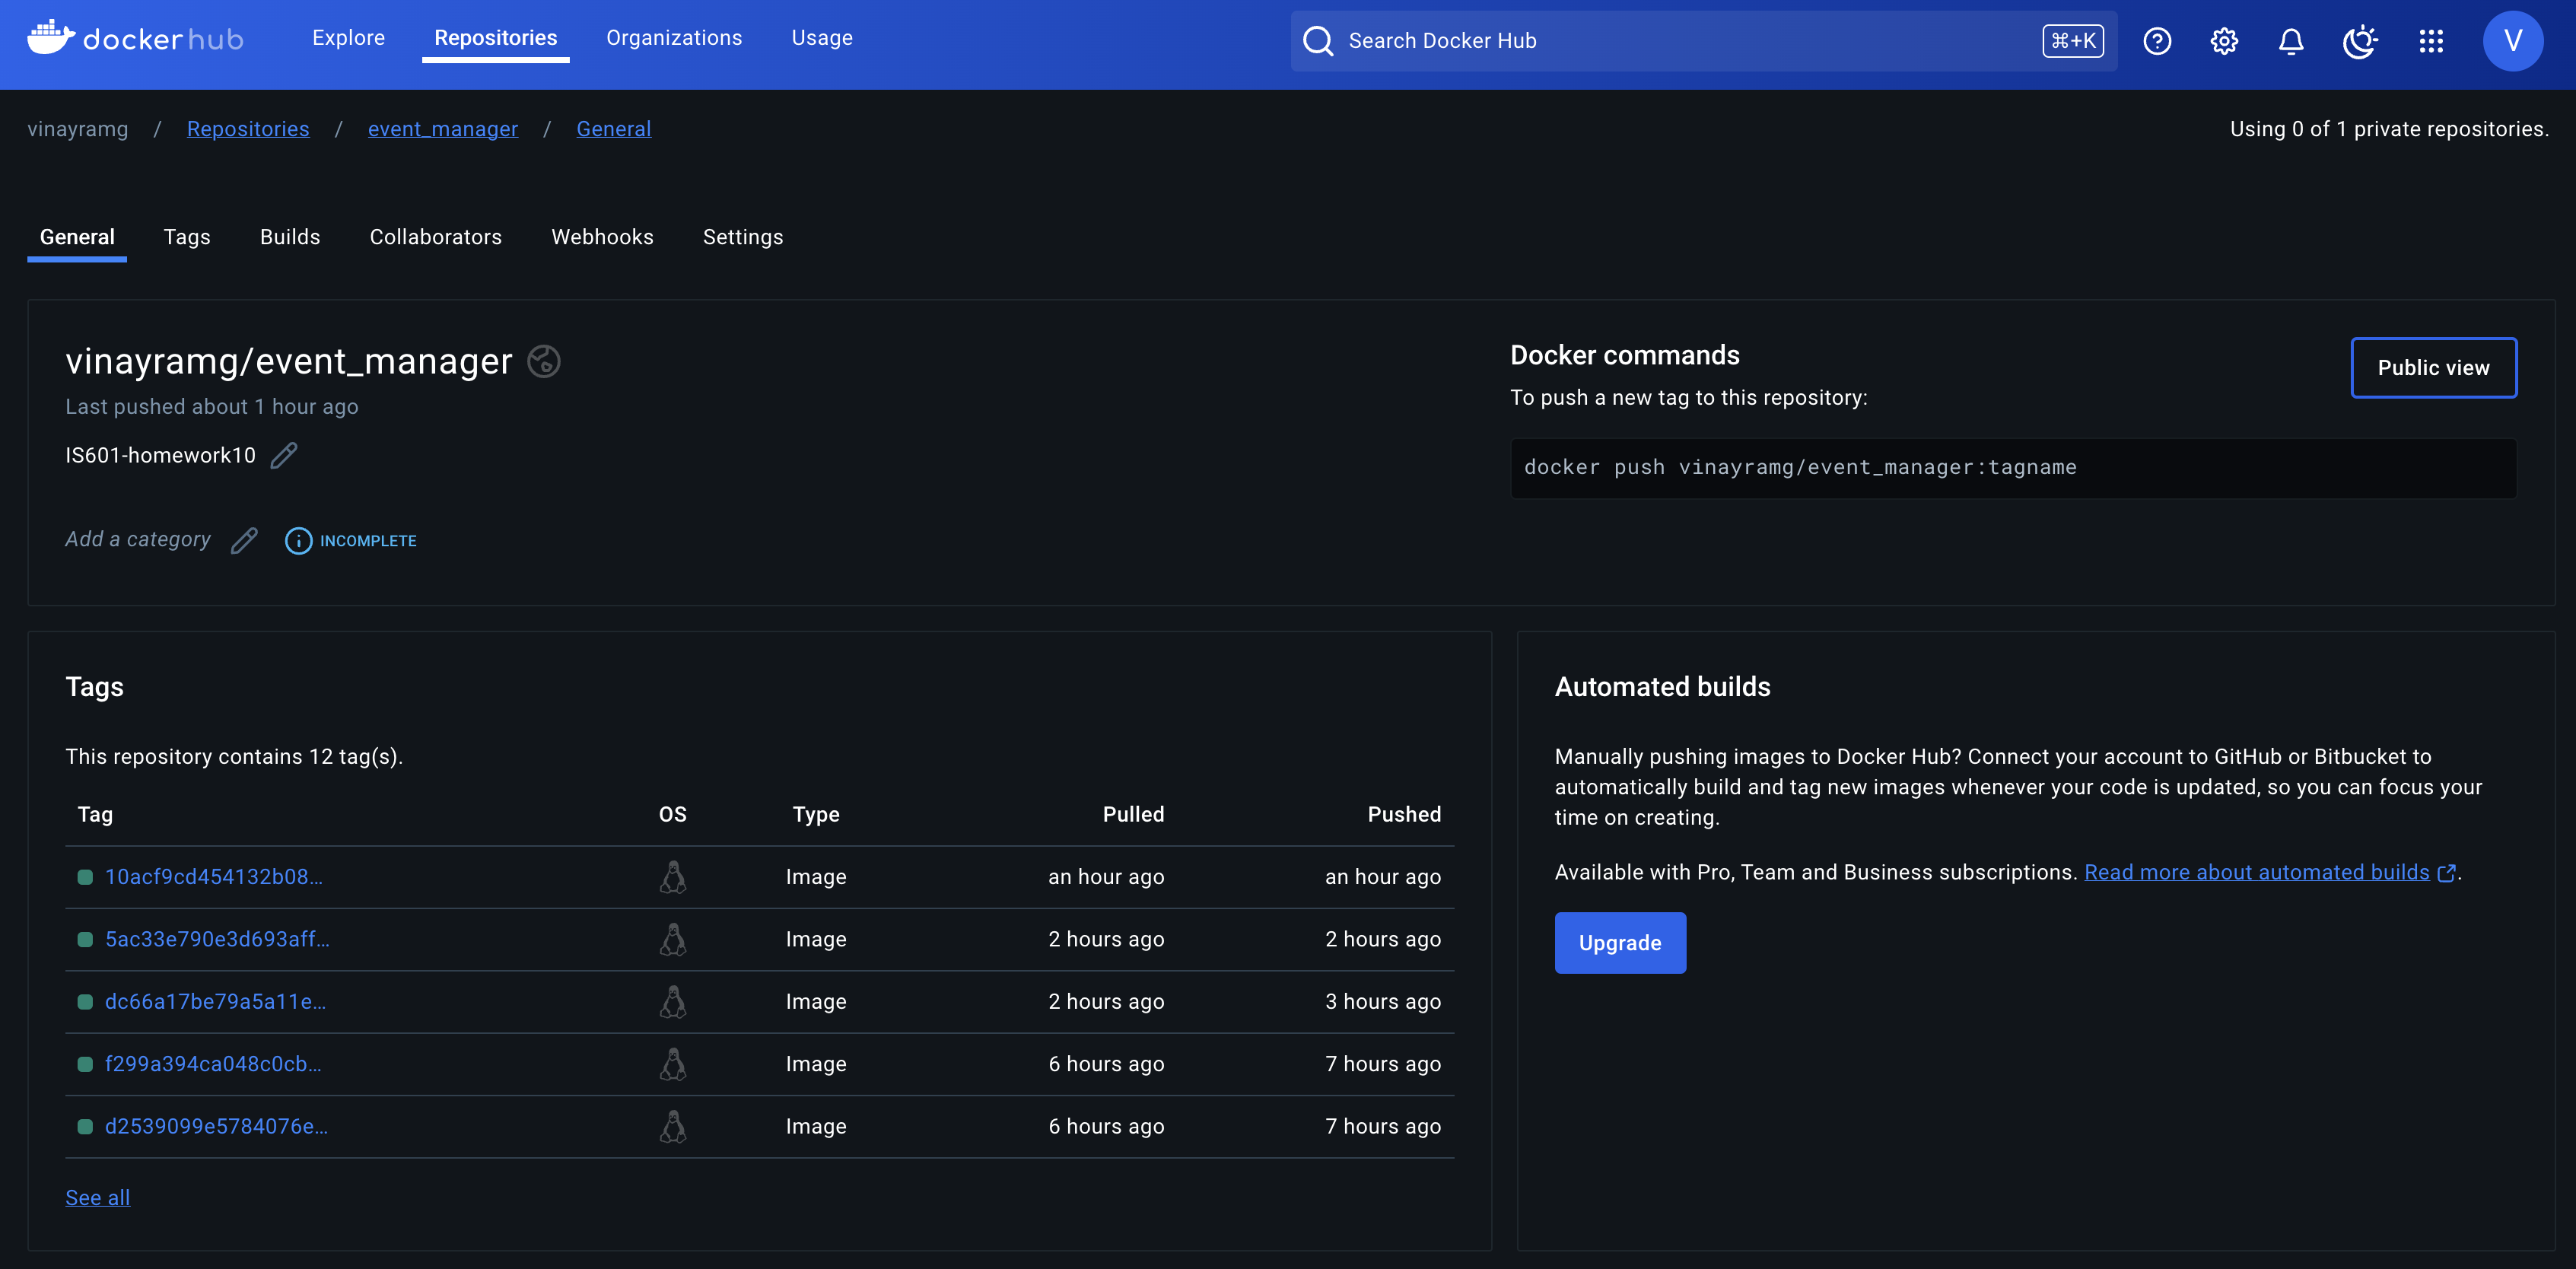 dockerhub
Explore
Repositories
Organizations
Usage
Search Docker Hub
⌘+K
V
vinayramg / Repositories / event_manager / General
Using 0 of 1 private repositories.
General
Tags
Builds
Collaborators
Webhooks
Settings
vinayramg/event_manager
Last pushed about 1 hour ago
IS601-homework10
Add a category
INCOMPLETE
Docker commands
Public view
To push a new tag to this repository:
docker push vinayramg/event_manager:tagname
Tags
This repository contains 12 tag(s).
Tag OS Type Pulled Pushed
10acf9cd454132b08... Image an hour ago an hour ago
5ac33e790e3d693aff... Image 2 hours ago 2 hours ago
dc66a17be79a5a11e... Image 2 hours ago 3 hours ago
f299a394ca048c0cb... Image 6 hours ago 7 hours ago
d2539099e5784076e... Image 6 hours ago 7 hours ago
See all
Automated builds
Manually pushing images to Docker Hub? Connect your account to GitHub or Bitbucket to
automatically build and tag new images whenever your code is updated, so you can focus your
time on creating.
Available with Pro, Team and Business subscriptions. Read more about automated builds.
Upgrade